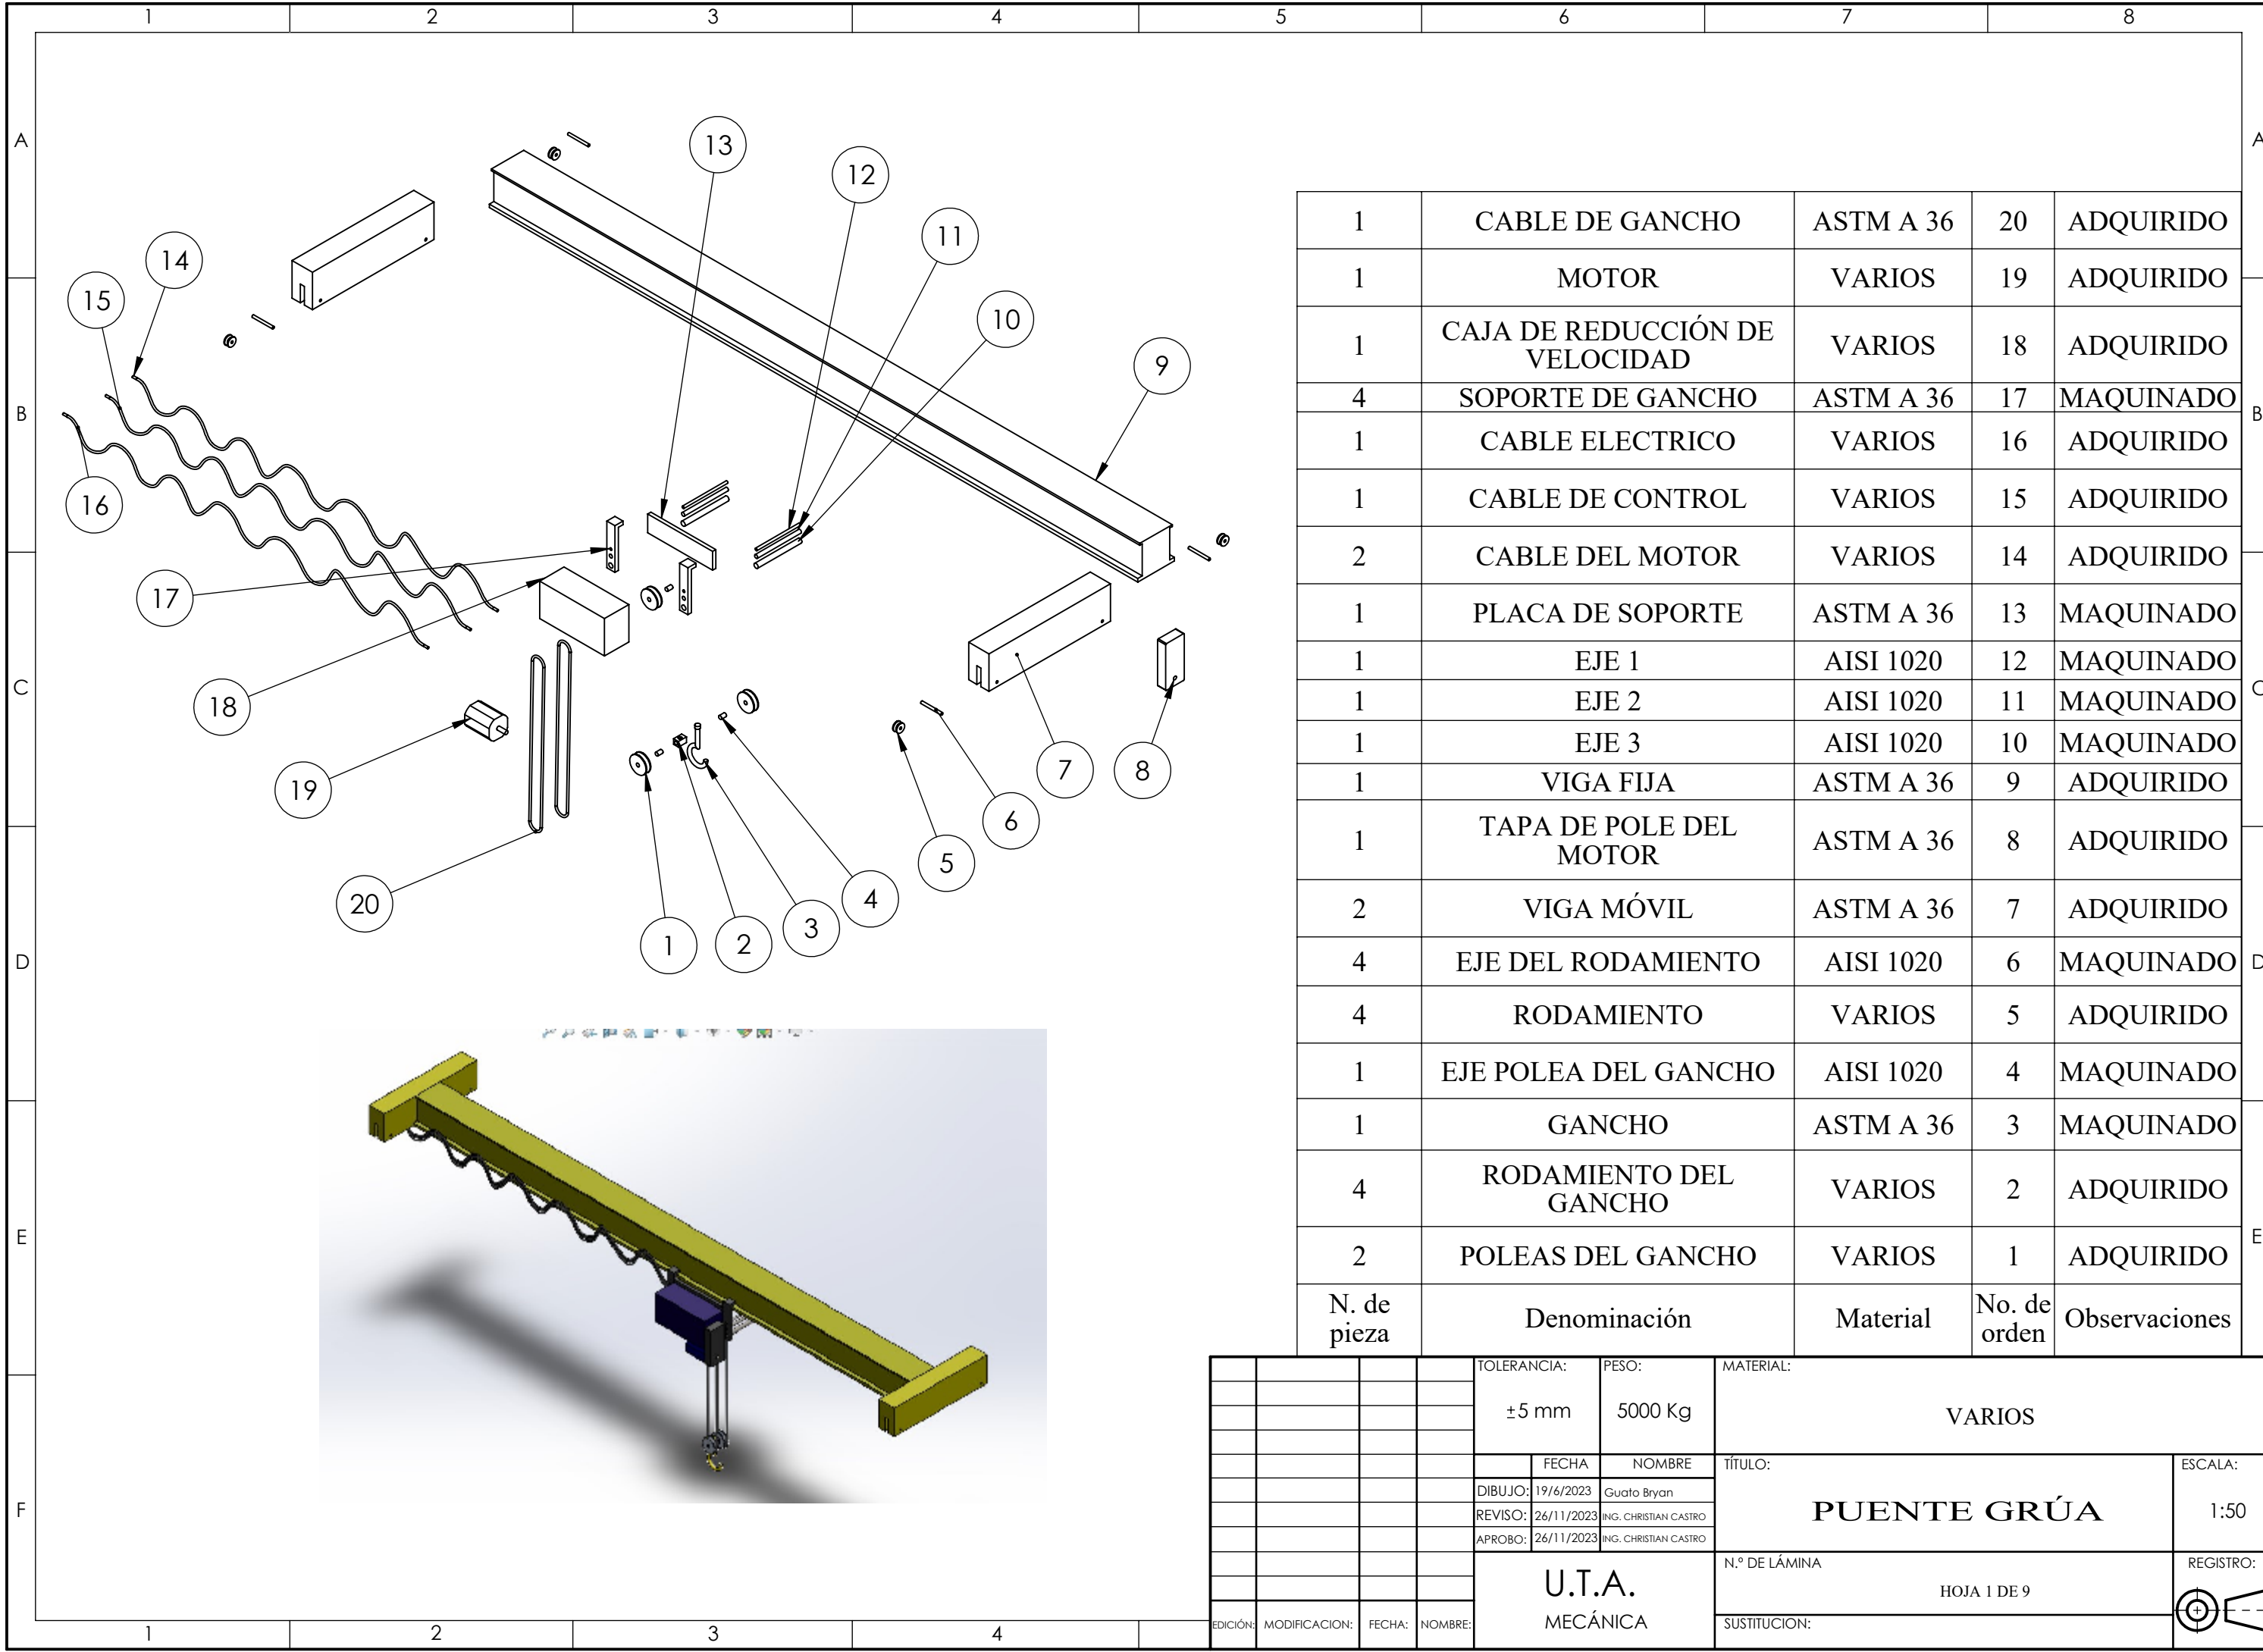 1 2 3 4 5 6 7 8
A
A
B
B
C
C
D
D
E
E
F
F
13
12
11
14
15
10
9
16
17
18
19
7
8
6
5
20
4
3
1
2
1 CABLE DE GANCHO ASTM A 36 20 ADQUIRIDO
1 MOTOR VARIOS 19 ADQUIRIDO
1 CAJA DE REDUCCIÓN DE
VELOCIDAD VARIOS 18 ADQUIRIDO
4 SOPORTE DE GANCHO ASTM A 36 17 MAQUINADO
1 CABLE ELECTRICO VARIOS 16 ADQUIRIDO
1 CABLE DE CONTROL VARIOS 15 ADQUIRIDO
2 CABLE DEL MOTOR VARIOS 14 ADQUIRIDO
1 PLACA DE SOPORTE ASTM A 36 13 MAQUINADO
1 EJE 1 AISI 1020 12 MAQUINADO
1 EJE 2 AISI 1020 11 MAQUINADO
1 EJE 3 AISI 1020 10 MAQUINADO
1 VIGA FIJA ASTM A 36 9 ADQUIRIDO
1 TAPA DE POLE DEL
MOTOR ASTM A 36 8 ADQUIRIDO
2 VIGA MÓVIL ASTM A 36 7 ADQUIRIDO
4 EJE DEL RODAMIENTO AISI 1020 6 MAQUINADO
4 RODAMIENTO VARIOS 5 ADQUIRIDO
1 EJE POLEA DEL GANCHO AISI 1020 4 MAQUINADO
1 GANCHO ASTM A 36 3 MAQUINADO
4 RODAMIENTO DEL
GANCHO VARIOS 2 ADQUIRIDO
2 POLEAS DEL GANCHO VARIOS 1 ADQUIRIDO
N. de
pieza Denominación Material No. de
orden Observaciones
TOLERANCIA: PESO: MATERIAL:
±5 mm 5000 Kg VARIOS
FECHA NOMBRE TÍTULO: ESCALA:
DIBUJO: 19/6/2023 Guato Bryan
REVISO: 26/11/2023 ING. CHRISTIAN CASTRO
APROBO: 26/11/2023 ING. CHRISTIAN CASTRO
PUENTE GRÚA 1:50
U.T.A.
MECÁNICA
N.º DE LÁMINA REGISTRO:
HOJA 1 DE 9
SUSTITUCION:
EDICIÓN: MODIFICACION: FECHA: NOMBRE:
1 2 3 4